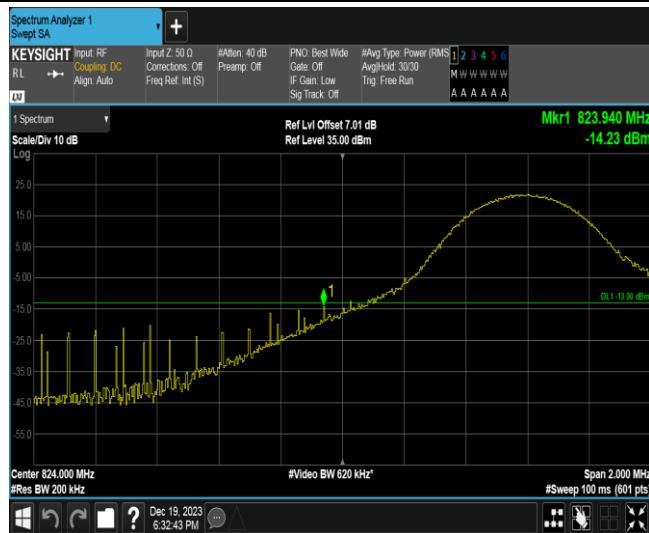 Spectrum Analyzer 1
Swept SA
+
KEYSIGHT
RL
Input: RF
Coupling: DC
Align: Auto
Input Z: 50 Ω
Corrections: Off
Freq Ref: Int (S)
#Atten: 40 dB
Preamp: Off
PNO: Best Wide
Gate: Off
IF Gain: Low
Sig Track: Off
#Avg Type: Power (RMS
Avg|Hold: 30/30
Trig: Free Run
1 2 3 4 5 6
M W W W W W
A A A A A A
1 Spectrum
Scale/Div 10 dB
Log
Ref Lvl Offset 7.01 dB
Ref Level 35.00 dBm
Mkr1 823.940 MHz
-14.23 dBm
25.0
15.0
5.00
-5.00
-15.0
-25.0
-35.0
-45.0
-55.0
1
DL1 -13.00 dBm
Center 824.000 MHz
#Res BW 200 kHz
#Video BW 620 kHz*
Span 2.000 MHz
#Sweep 100 ms (601 pts)
?
Dec 19, 2023
6:32:43 PM